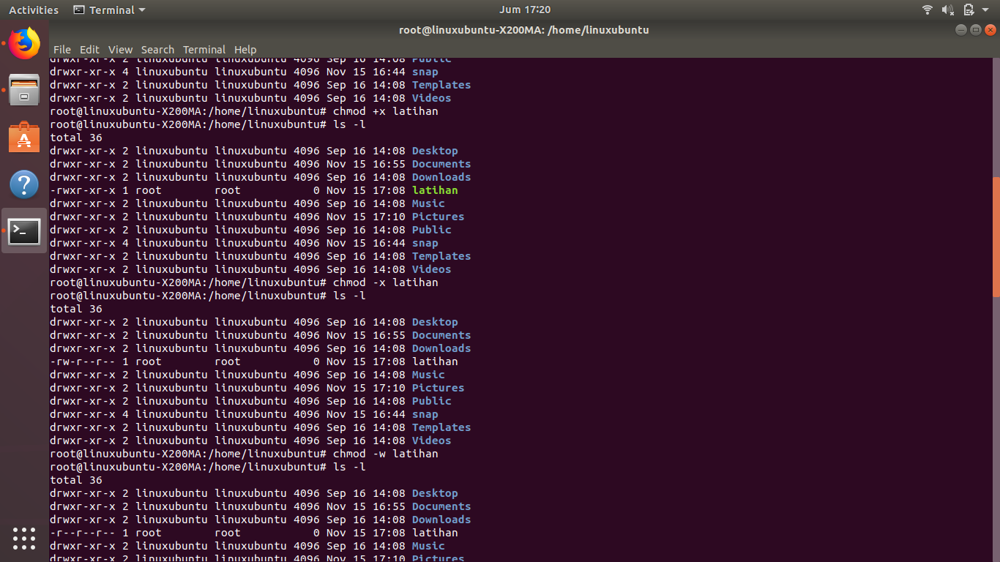 Activities Terminal Jum 17:20
root@linuxubuntu-X200MA: /home/linuxubuntu
File Edit View Search Terminal Help
drwxr-xr-x 2 linuxubuntu linuxubuntu 4096 Sep 16 14:08 Public
drwxr-xr-x 4 linuxubuntu linuxubuntu 4096 Nov 15 16:44 snap
drwxr-xr-x 2 linuxubuntu linuxubuntu 4096 Sep 16 14:08 Templates
drwxr-xr-x 2 linuxubuntu linuxubuntu 4096 Sep 16 14:08 Videos
root@linuxubuntu-X200MA:/home/linuxubuntu# chmod +x latihan
root@linuxubuntu-X200MA:/home/linuxubuntu# ls -l
total 36
drwxr-xr-x 2 linuxubuntu linuxubuntu 4096 Sep 16 14:08 Desktop
drwxr-xr-x 2 linuxubuntu linuxubuntu 4096 Nov 15 16:55 Documents
drwxr-xr-x 2 linuxubuntu linuxubuntu 4096 Sep 16 14:08 Downloads
-rwxr-xr-x 1 root        root           0 Nov 15 17:08 latihan
drwxr-xr-x 2 linuxubuntu linuxubuntu 4096 Sep 16 14:08 Music
drwxr-xr-x 2 linuxubuntu linuxubuntu 4096 Nov 15 17:10 Pictures
drwxr-xr-x 2 linuxubuntu linuxubuntu 4096 Sep 16 14:08 Public
drwxr-xr-x 4 linuxubuntu linuxubuntu 4096 Nov 15 16:44 snap
drwxr-xr-x 2 linuxubuntu linuxubuntu 4096 Sep 16 14:08 Templates
drwxr-xr-x 2 linuxubuntu linuxubuntu 4096 Sep 16 14:08 Videos
root@linuxubuntu-X200MA:/home/linuxubuntu# chmod -x latihan
root@linuxubuntu-X200MA:/home/linuxubuntu# ls -l
total 36
drwxr-xr-x 2 linuxubuntu linuxubuntu 4096 Sep 16 14:08 Desktop
drwxr-xr-x 2 linuxubuntu linuxubuntu 4096 Nov 15 16:55 Documents
drwxr-xr-x 2 linuxubuntu linuxubuntu 4096 Sep 16 14:08 Downloads
-rw-r--r-- 1 root        root           0 Nov 15 17:08 latihan
drwxr-xr-x 2 linuxubuntu linuxubuntu 4096 Sep 16 14:08 Music
drwxr-xr-x 2 linuxubuntu linuxubuntu 4096 Nov 15 17:10 Pictures
drwxr-xr-x 2 linuxubuntu linuxubuntu 4096 Sep 16 14:08 Public
drwxr-xr-x 4 linuxubuntu linuxubuntu 4096 Nov 15 16:44 snap
drwxr-xr-x 2 linuxubuntu linuxubuntu 4096 Sep 16 14:08 Templates
drwxr-xr-x 2 linuxubuntu linuxubuntu 4096 Sep 16 14:08 Videos
root@linuxubuntu-X200MA:/home/linuxubuntu# chmod -w latihan
root@linuxubuntu-X200MA:/home/linuxubuntu# ls -l
total 36
drwxr-xr-x 2 linuxubuntu linuxubuntu 4096 Sep 16 14:08 Desktop
drwxr-xr-x 2 linuxubuntu linuxubuntu 4096 Nov 15 16:55 Documents
drwxr-xr-x 2 linuxubuntu linuxubuntu 4096 Sep 16 14:08 Downloads
-r--r--r-- 1 root        root           0 Nov 15 17:08 latihan
drwxr-xr-x 2 linuxubuntu linuxubuntu 4096 Sep 16 14:08 Music
drwxr-xr-x 2 linuxubuntu linuxubuntu 4096 Nov 15 17:10 Pictures